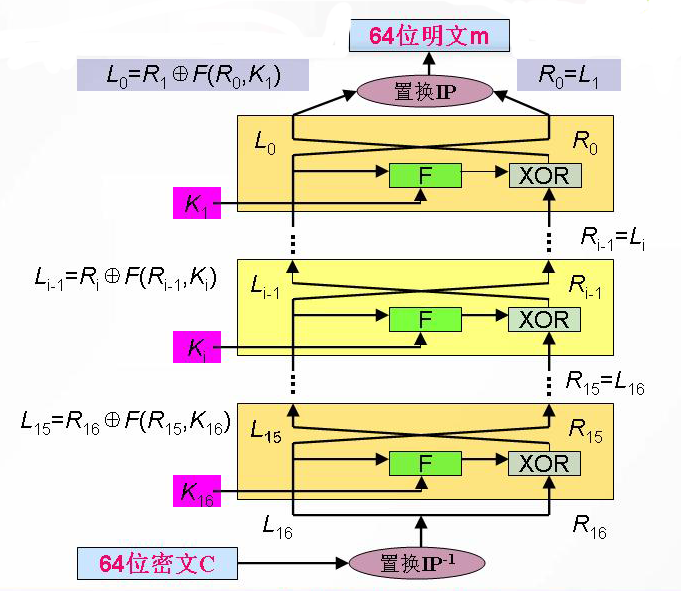 64位明文m
L₀=R₁⊕F(R₀,K₁)
置换IP
R₀=L₁
L₀
R₀
F
XOR
K₁
Rᵢ₋₁=Lᵢ
Lᵢ₋₁=Rᵢ⊕F(Rᵢ₋₁,Kᵢ)
Lᵢ₋₁
Rᵢ₋₁
F
XOR
Kᵢ
R₁₅=L₁₆
L₁₅=R₁₆⊕F(R₁₅,K₁₆)
L₁₅
R₁₅
F
XOR
K₁₆
L₁₆
R₁₆
64位密文C
置换IP⁻¹